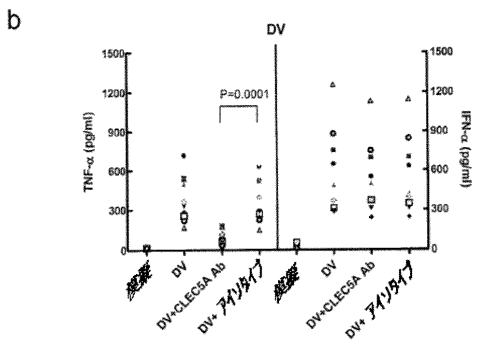 b
DV
1500
1200
900
600
300
0
TNF-α (pg/ml)
P=0.0001
1500
1200
900
600
300
0
IFN-α (pg/ml)
DV
DV+CLEC5A Ab
DV+ アイソタイプ
DV
DV+CLEC5A Ab
DV+ アイソタイプ